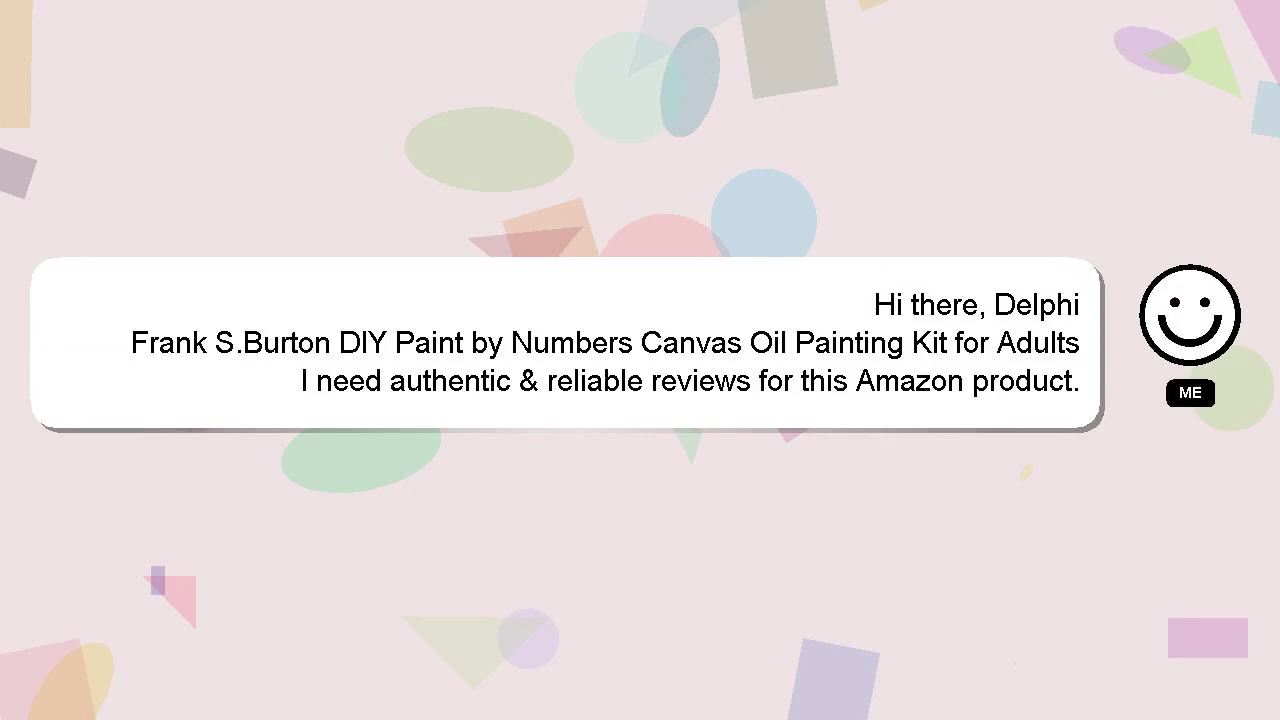 Hi there, Delphi
Frank S.Burton DIY Paint by Numbers Canvas Oil Painting Kit for Adults
I need authentic & reliable reviews for this Amazon product.
ME